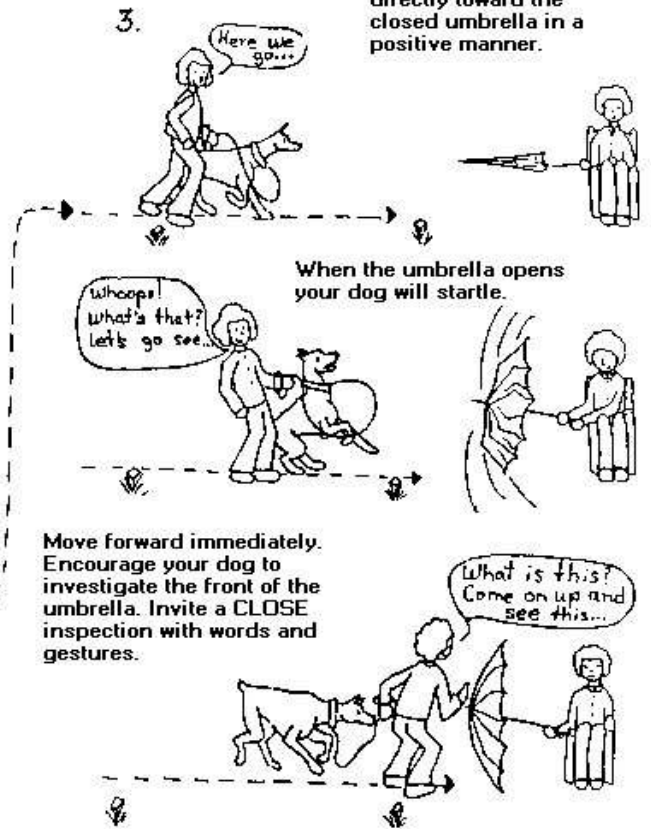 directly toward the
closed umbrella in a
positive manner.
3.
Here we
go...
When the umbrella opens
your dog will startle.
Whoops!
What's that?
Let's go see...
Move forward immediately.
Encourage your dog to
investigate the front of the
umbrella. Invite a CLOSE
inspection with words and
gestures.
What is this?
Come on up and
see this...